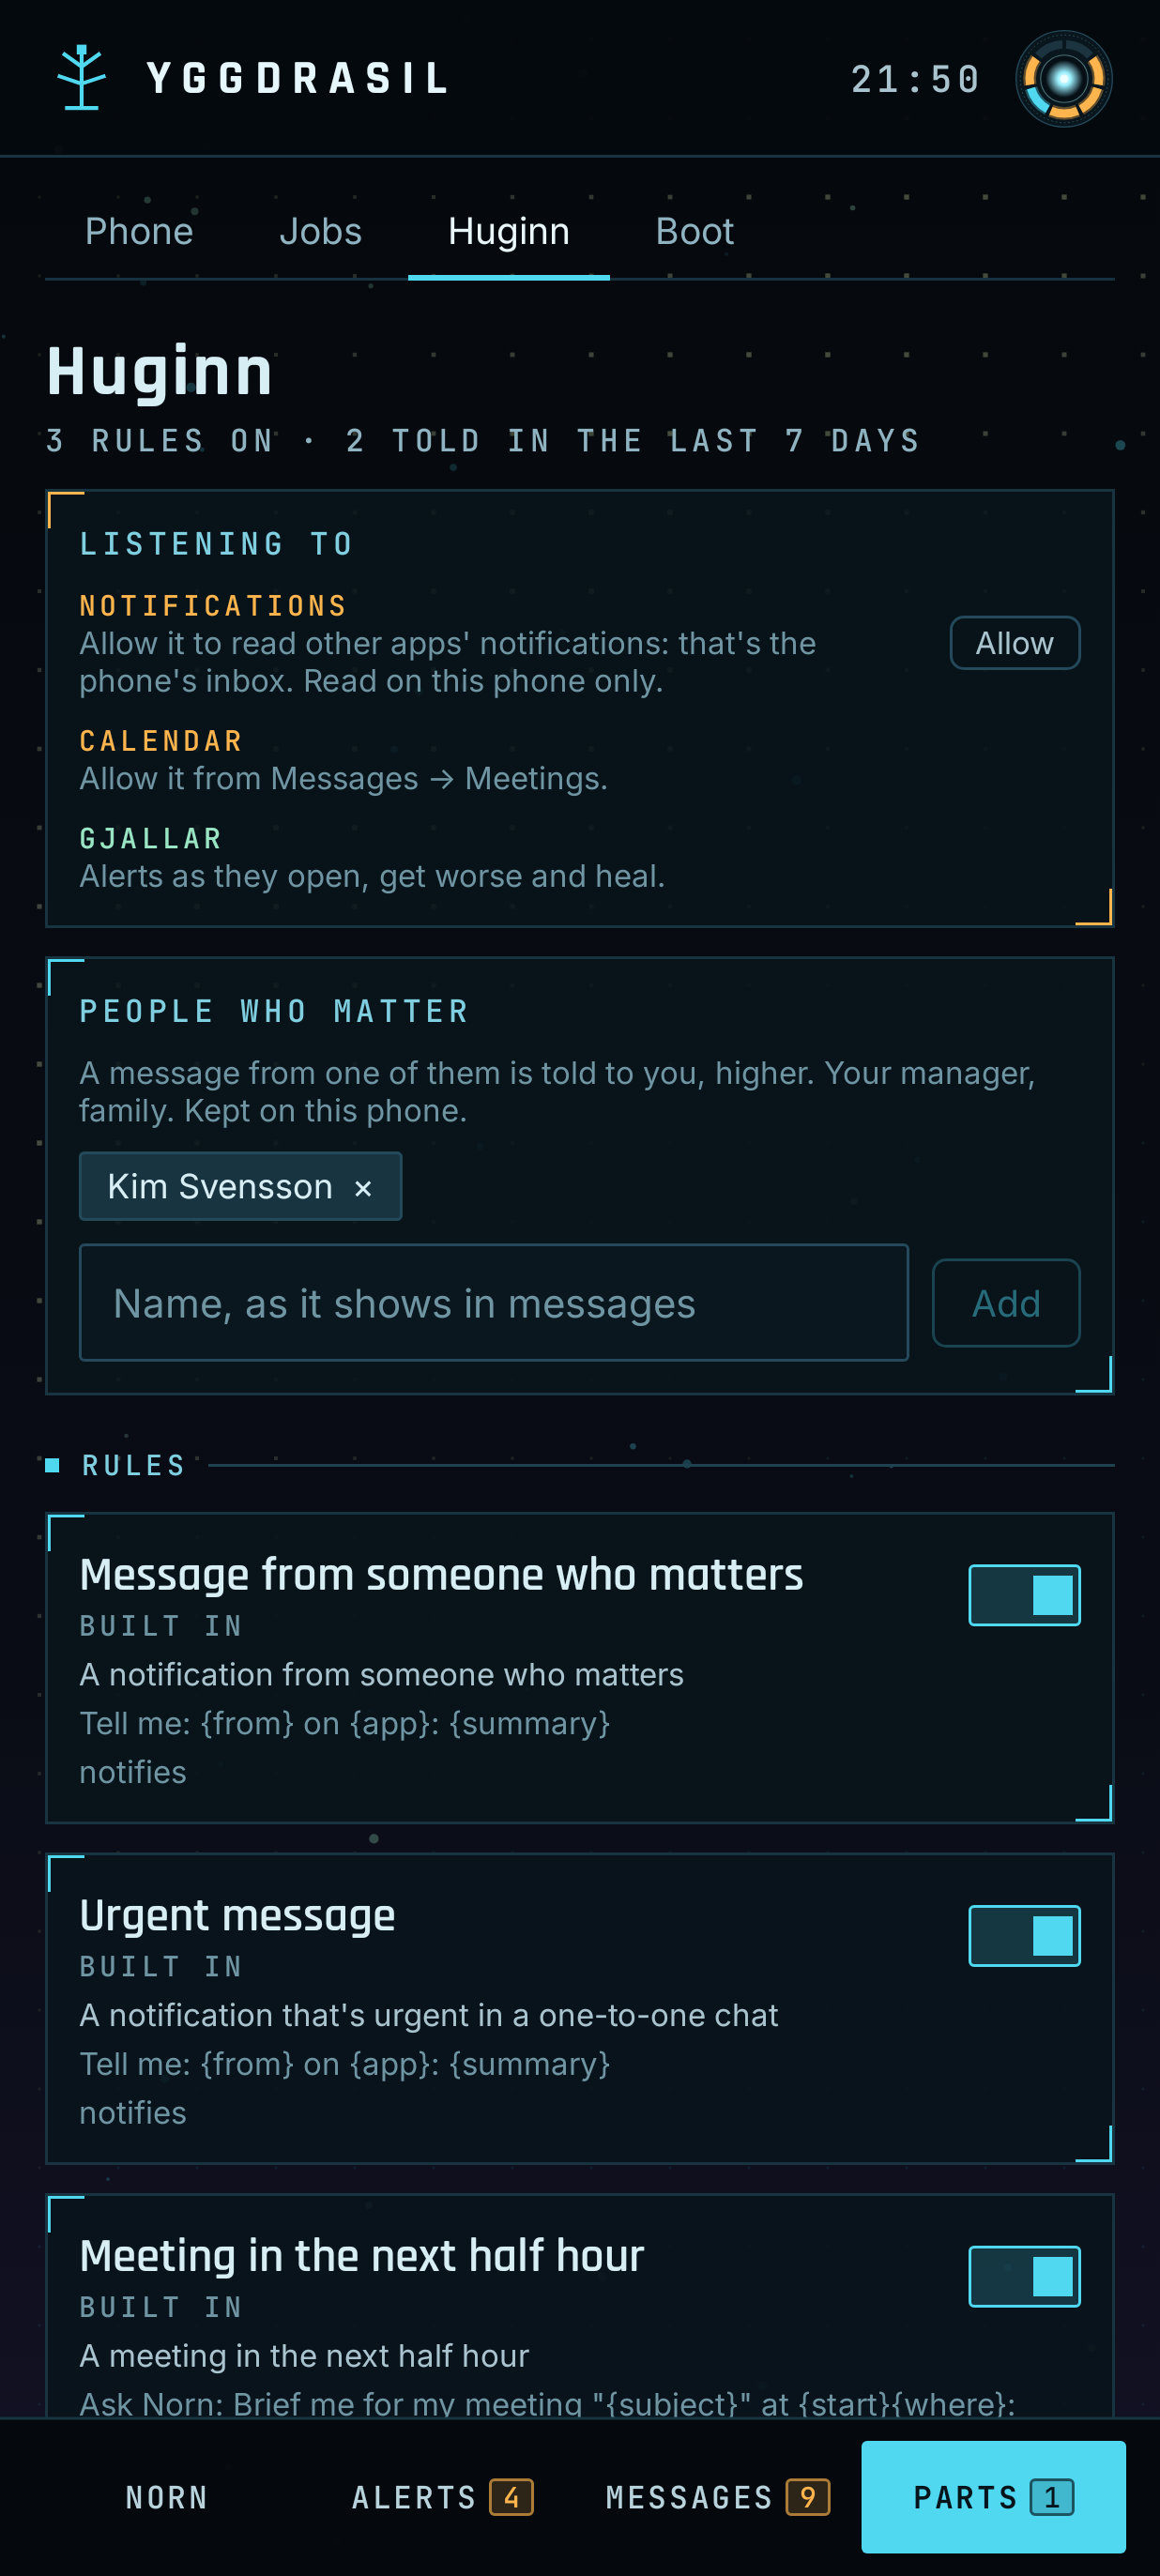 YGGDRASIL
21:50
Phone Jobs Huginn Boot
Huginn
3 RULES ON · 2 TOLD IN THE LAST 7 DAYS
LISTENING TO
NOTIFICATIONS
Allow it to read other apps' notifications: that's the
phone's inbox. Read on this phone only.
Allow
CALENDAR
Allow it from Messages → Meetings.
GJALLAR
Alerts as they open, get worse and heal.
PEOPLE WHO MATTER
A message from one of them is told to you, higher. Your manager,
family. Kept on this phone.
Kim Svensson ×
Name, as it shows in messages
Add
RULES
Message from someone who matters
BUILT IN
A notification from someone who matters
Tell me: {from} on {app}: {summary}
notifies
Urgent message
BUILT IN
A notification that's urgent in a one-to-one chat
Tell me: {from} on {app}: {summary}
notifies
Meeting in the next half hour
BUILT IN
A meeting in the next half hour
Ask Norn: Brief me for my meeting "{subject}" at {start}{where}:
NORN ALERTS 4 MESSAGES 9 PARTS 1